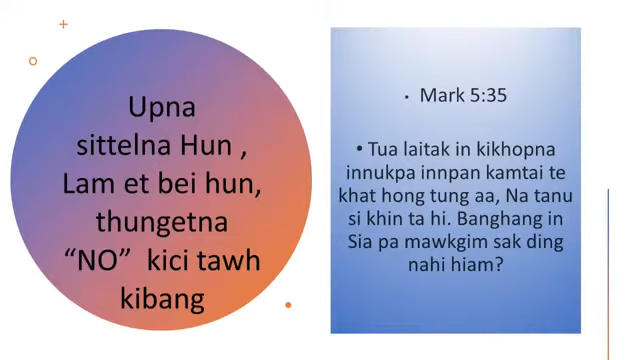 Upna
sittelna Hun ,
Lam et bei hun,
thungetna
“NO” kici tawh
kibang
• Mark 5:35
• Tua laitak in kikhopna
innukpa innpan kamtai te
khat hong tung aa, Na tanu
si khin ta hi. Banghang in
Sia pa mawkgim sak ding
nahi hiam?